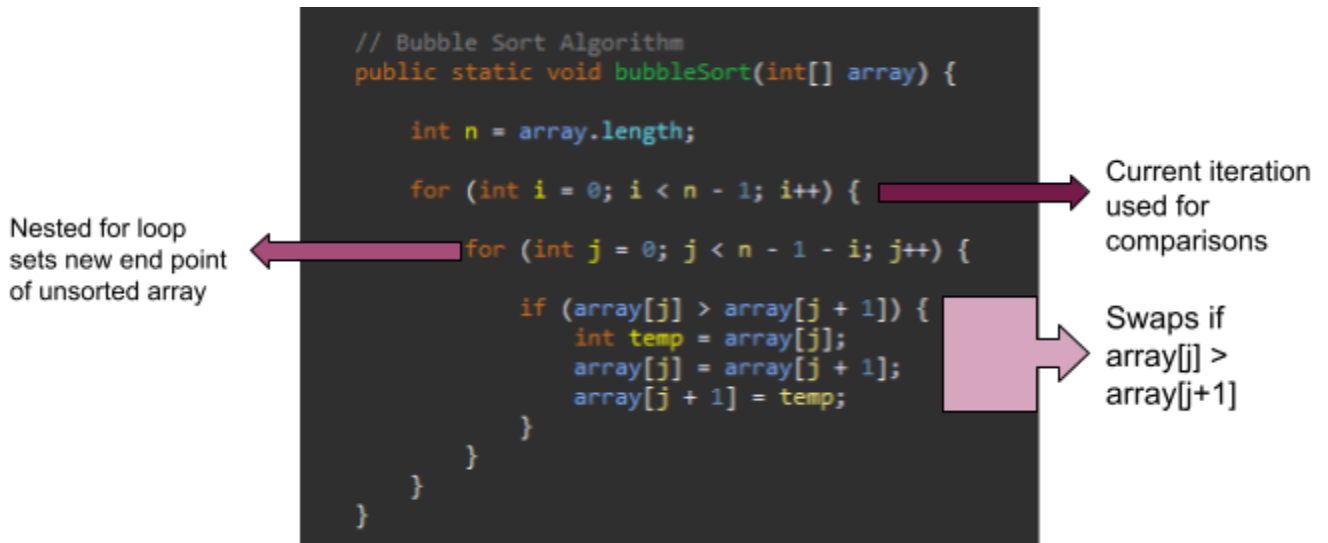 // Bubble Sort Algorithm
public static void bubbleSort(int[] array) {
int n = array.length;
for (int i = 0; i < n - 1; i++) {
Current iteration
used for
comparisons
Nested for loop
sets new end point
of unsorted array
for (int j = 0; j < n - 1 - i; j++) {
if (array[j] > array[j + 1]) {
int temp = array[j];
array[j] = array[j + 1];
array[j + 1] = temp;
}
}
}
}
Swaps if
array[j] >
array[j+1]